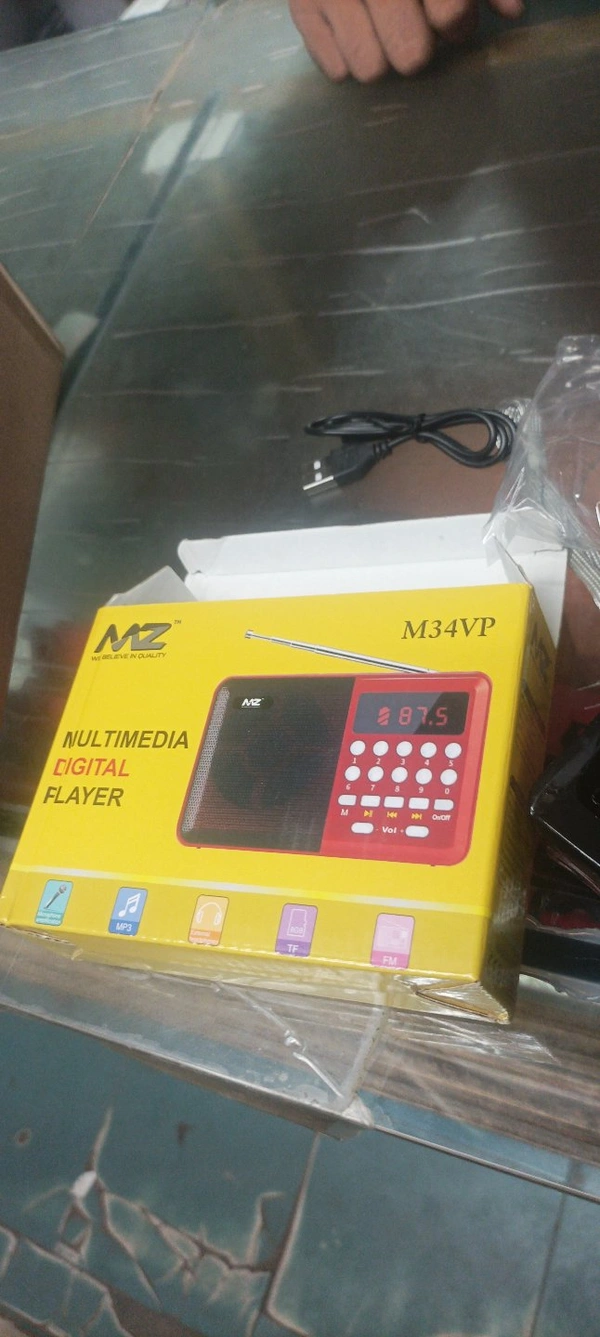 MZ™
WE BELIEVE IN QUALITY
M34VP
MZ
87.5
1 2 3 4 5
6 7 8 9 0
M On/Off
- Vol +
MULTIMEDIA
DIGITAL
PLAYER
MP3
TF
FM